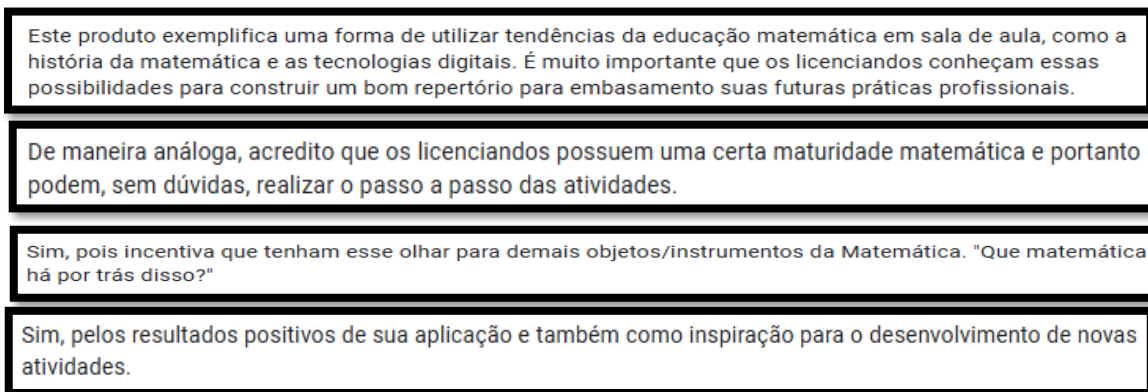 Este produto exemplifica uma forma de utilizar tendências da educação matemática em sala de aula, como a
história da matemática e as tecnologias digitais. É muito importante que os licenciandos conheçam essas
possibilidades para construir um bom repertório para embasamento suas futuras práticas profissionais.
De maneira análoga, acredito que os licenciandos possuem uma certa maturidade matemática e portanto
podem, sem dúvidas, realizar o passo a passo das atividades.
Sim, pois incentiva que tenham esse olhar para demais objetos/instrumentos da Matemática. "Que matemática
há por trás disso?"
Sim, pelos resultados positivos de sua aplicação e também como inspiração para o desenvolvimento de novas
atividades.